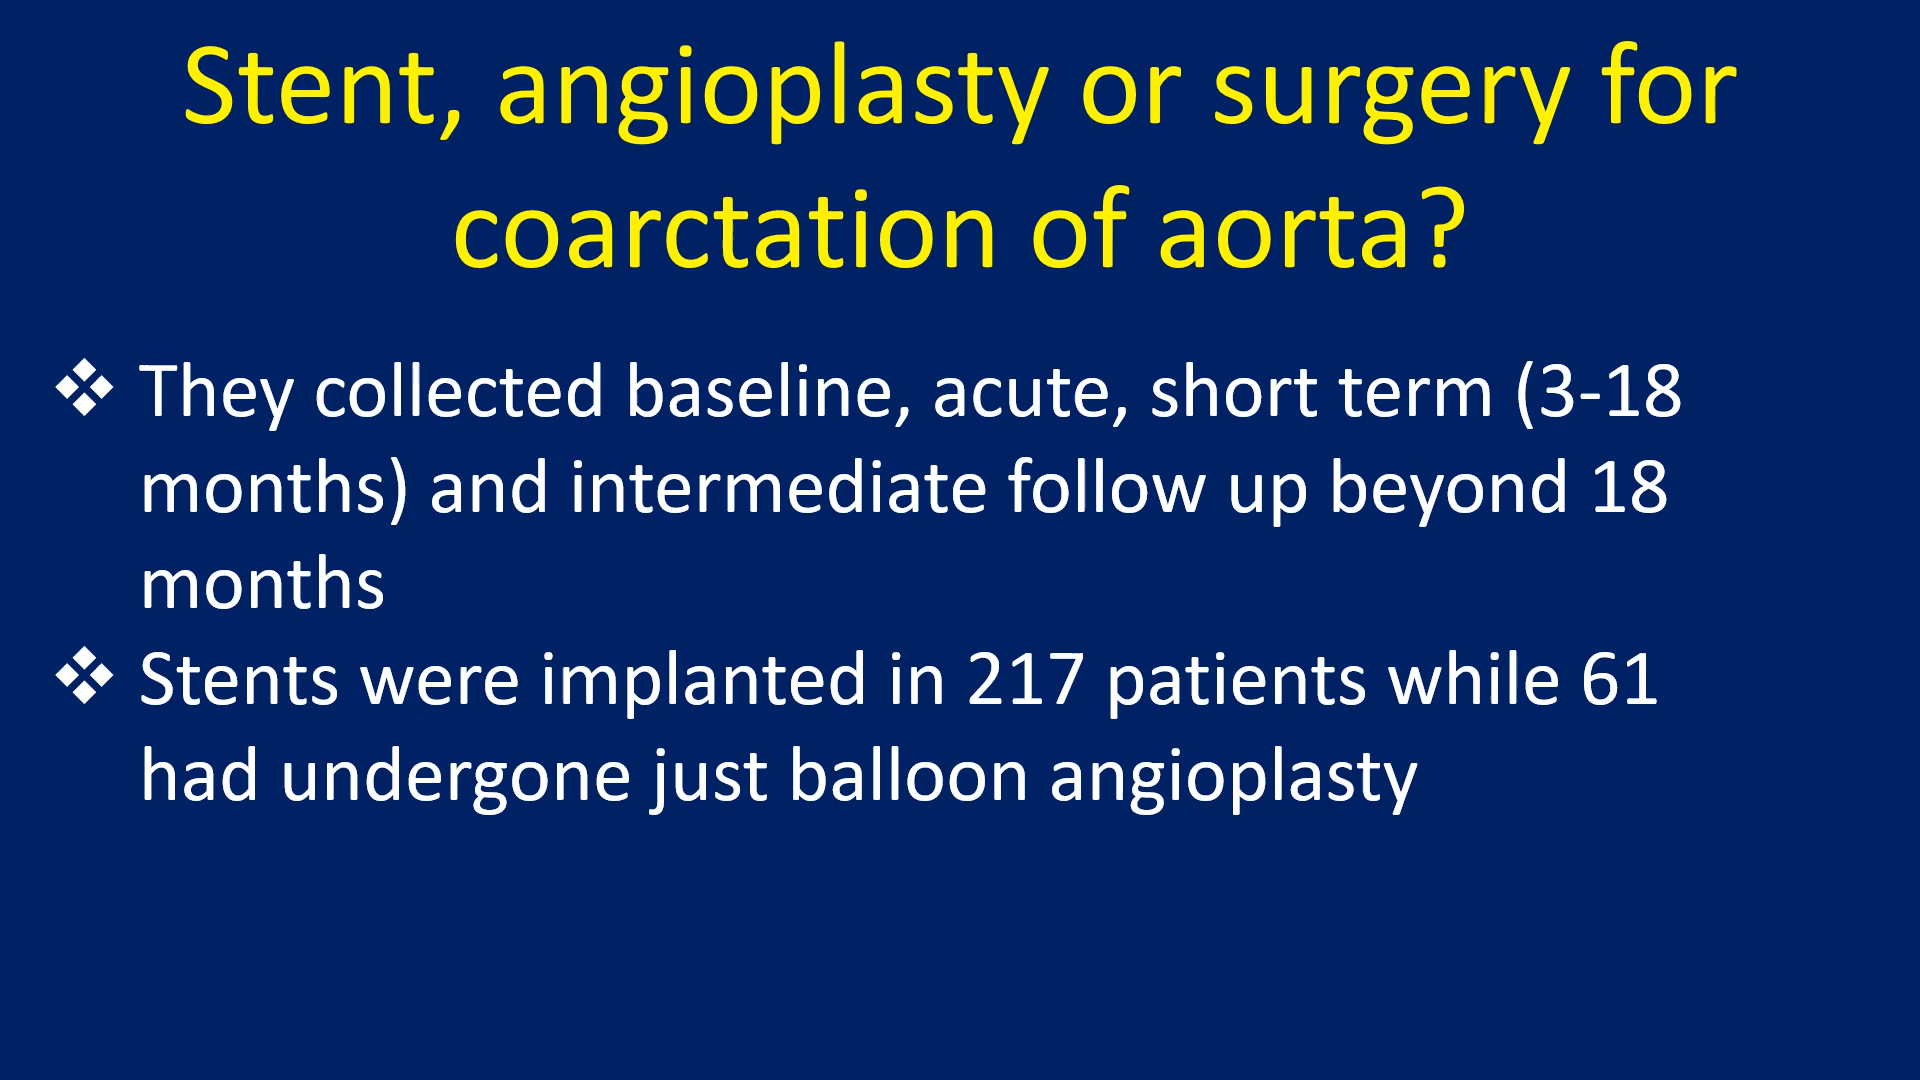 Stent, angioplasty or surgery for
coarctation of aorta?
❖ They collected baseline, acute, short term (3-18
months) and intermediate follow up beyond 18
months
❖ Stents were implanted in 217 patients while 61
had undergone just balloon angioplasty